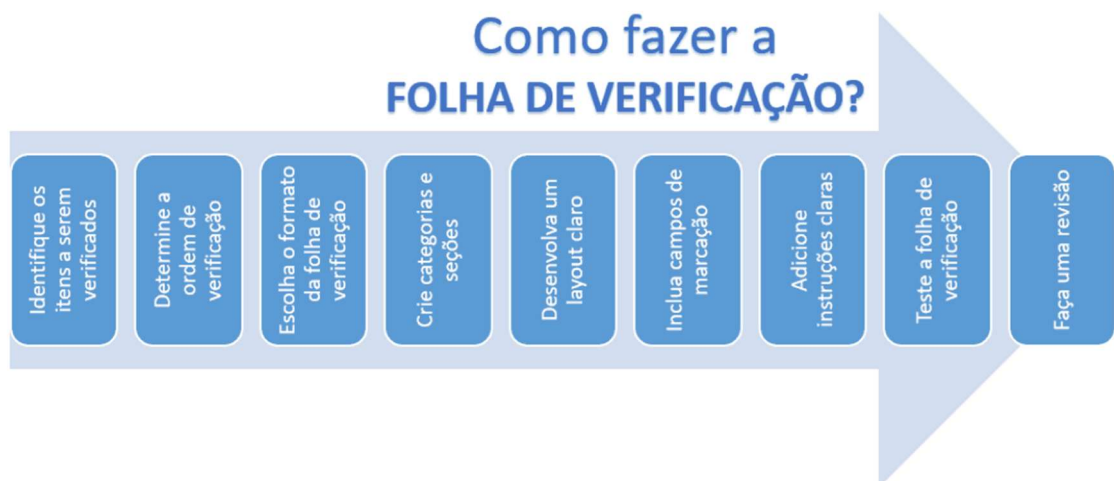 Como fazer a
FOLHA DE VERIFICAÇÃO?
Identifique os
itens a serem
verificados
Determine a
ordem de
verificação
Escolha o formato
da folha de
verificação
Crie categorias e
seções
Desenvolva um
layout claro
Inclua campos de
marcação
Adicione
instruções claras
Teste a folha de
verificação
Faça uma revisão